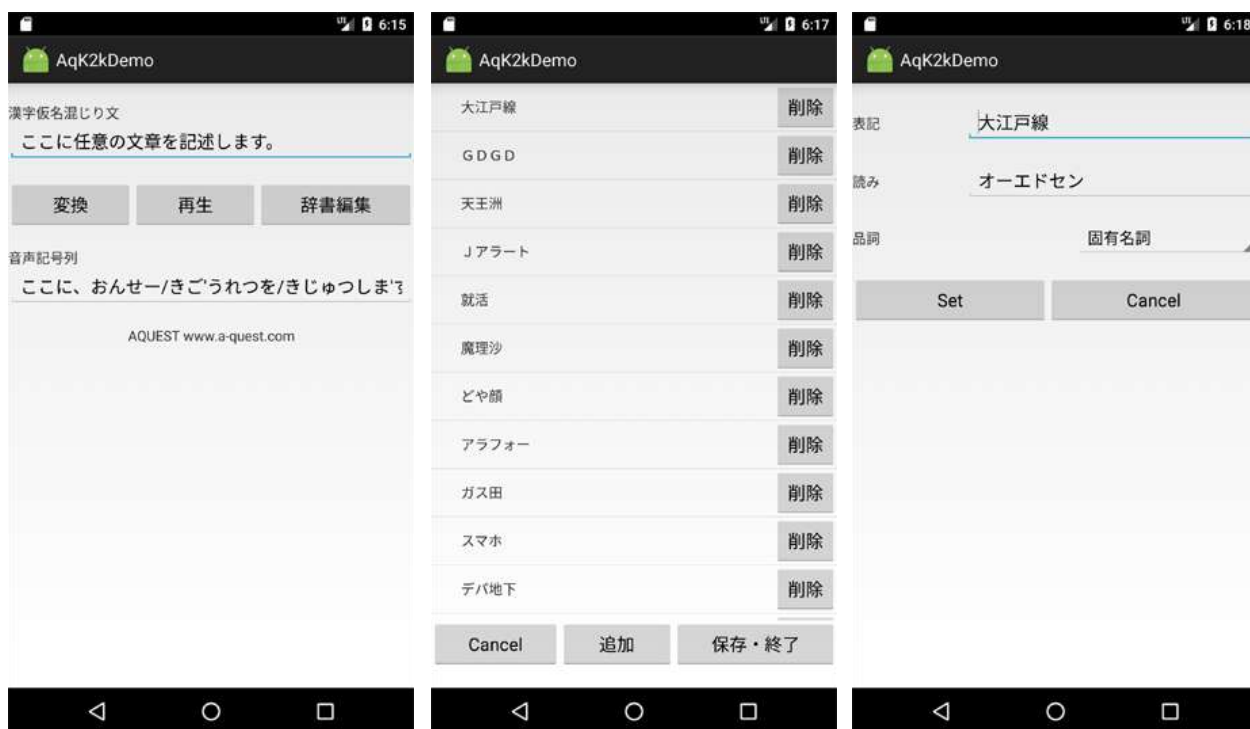 6:15
AqK2kDemo
漢字仮名混じり文
ここに任意の文章を記述します。
変換 再生 辞書編集
音声記号列
ここに、おんせー/きご'うれつを/きじゅつしま'す
AQUEST www.a-quest.com
6:17
AqK2kDemo
大江戸線 削除
ＧＤＧＤ 削除
天王洲 削除
Ｊアラート 削除
就活 削除
魔理沙 削除
どや顔 削除
アラフォー 削除
ガス田 削除
スマホ 削除
デパ地下 削除
Cancel 追加 保存・終了
6:18
AqK2kDemo
表記 大江戸線
読み オーエドセン
品詞 固有名詞
Set Cancel